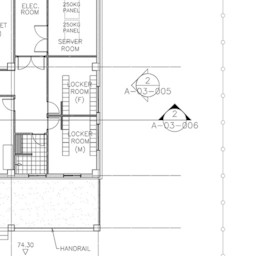 ELEC.
ROOM
250KG
PANEL
250KG
PANEL
SERVER
ROOM
ET
LOCKER
ROOM
(F)
2
A-03-005
2
A-03-006
LOCKER
ROOM
(M)
74.30
HANDRAIL